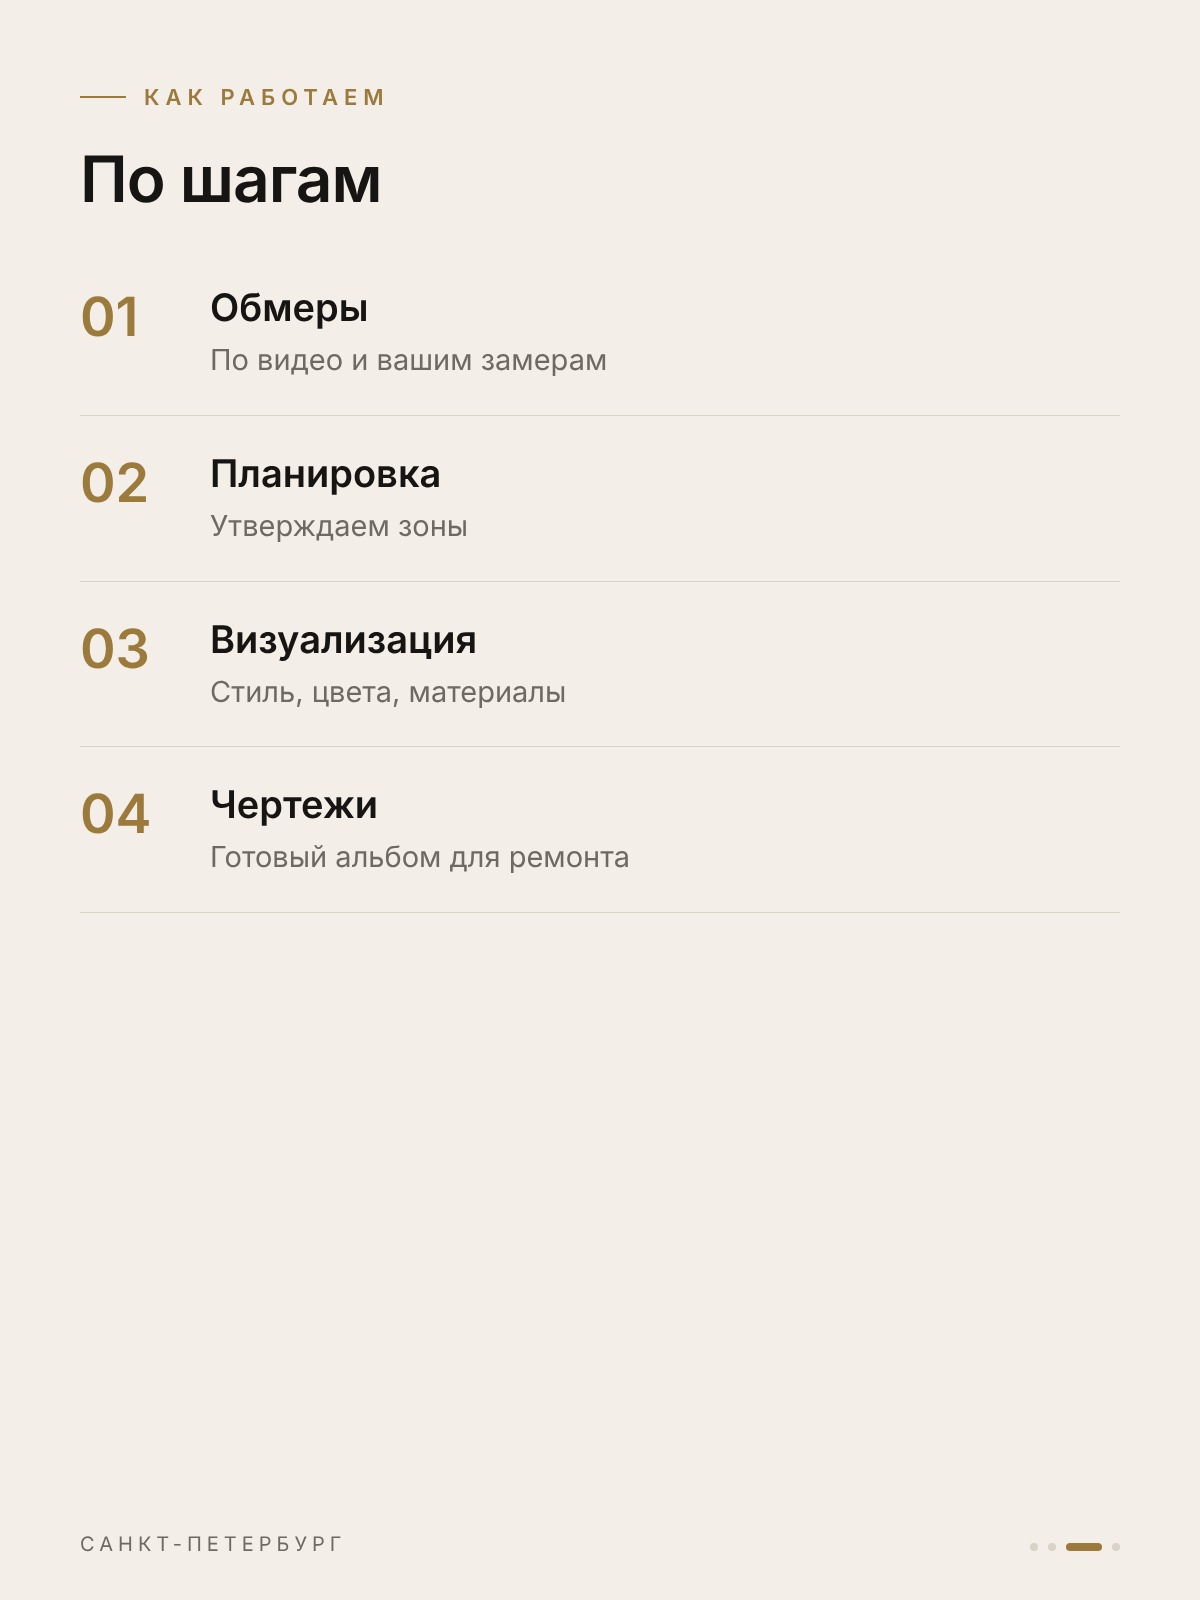 КАК РАБОТАЕМ
По шагам
01
Обмеры
По видео и вашим замерам
02
Планировка
Утверждаем зоны
03
Визуализация
Стиль, цвета, материалы
04
Чертежи
Готовый альбом для ремонта
САНКТ-ПЕТЕРБУРГ